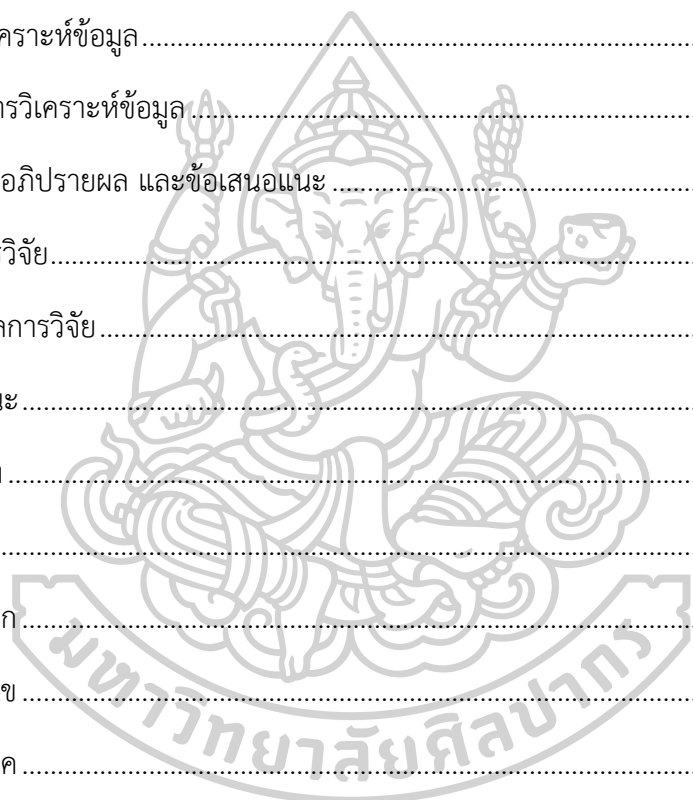 คราะห์ข้อมูล
ารวิเคราะห์ข้อมูล
อภิปรายผล และข้อเสนอแนะ
วิจัย
การวิจัย
ก
ข
ค
มหาวิทยาลัยศิลปากร